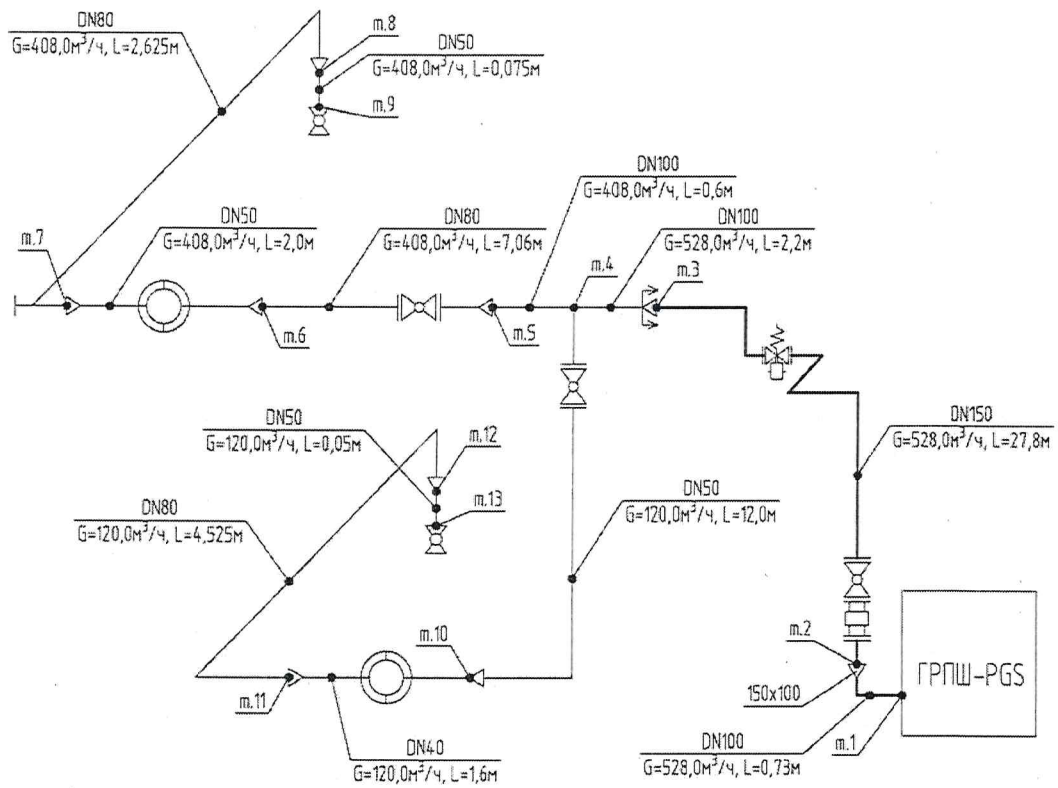 DN80
G=408,0м³/ч, L=2,625м
т.8
DN50
G=408,0м³/ч, L=0,075м
т.9
DN100
G=408,0м³/ч, L=0,6м
DN50
G=408,0м³/ч, L=2,0м
DN80
G=408,0м³/ч, L=7,06м
DN100
G=528,0м³/ч, L=2,2м
т.7
т.4
т.3
т.6
т.5
DN50
G=120,0м³/ч, L=0,05м
т.12
DN150
G=528,0м³/ч, L=27,8м
т.13
DN80
G=120,0м³/ч, L=4,525м
DN50
G=120,0м³/ч, L=12,0м
т.10
т.2
ГРПШ-PGS
т.11
150х100
т.1
DN40
G=120,0м³/ч, L=1,6м
DN100
G=528,0м³/ч, L=0,73м